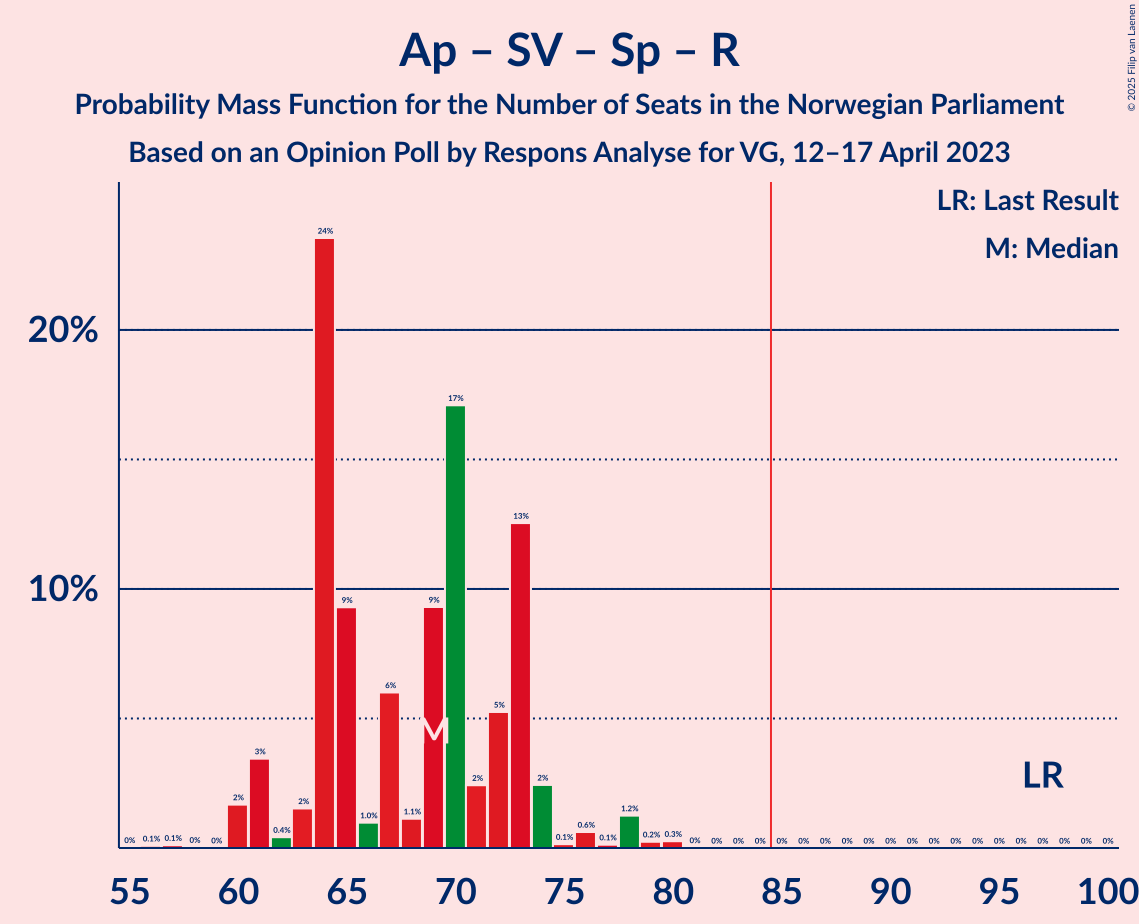 © 2025 Filip van Laenen
Ap – SV – Sp – R
Probability Mass Function for the Number of Seats in the Norwegian Parliament
Based on an Opinion Poll by Respons Analyse for VG, 12–17 April 2023
LR: Last Result
M: Median
24%
20%
17%
13%
10%
9%
9%
6%
5%
M
3%
LR
2%
2%
2%
2%
0.4%
1.0%
1.1%
0.6%
1.2%
0% 0.1% 0.1% 0% 0% 0.1% 0.1% 0.2% 0.3% 0% 0% 0% 0% 0% 0% 0% 0% 0% 0% 0% 0% 0% 0% 0% 0% 0% 0% 0% 0%
55 60 65 70 75 80 85 90 95 100